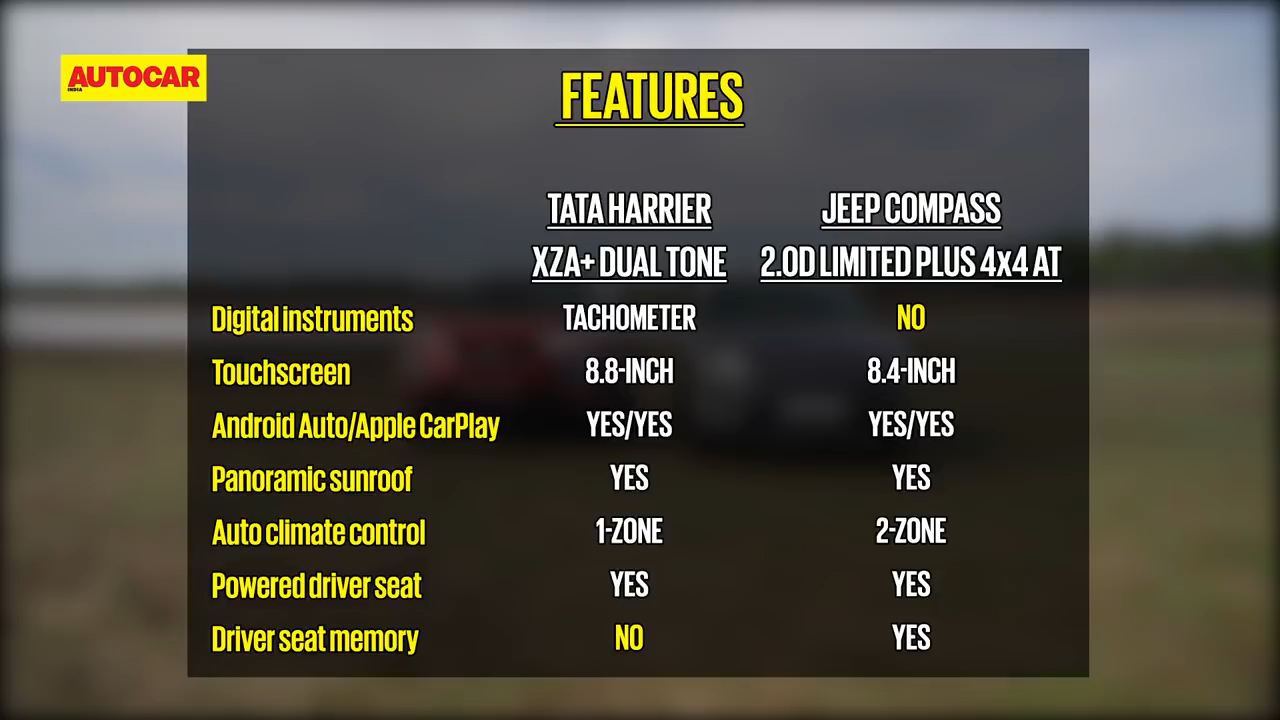 AUTOCAR
INDIA
FEATURES
TATA HARRIER JEEP COMPASS
XZA+ DUAL TONE 2.0D LIMITED PLUS 4x4 AT
Digital instruments TACHOMETER NO
Touchscreen 8.8-INCH 8.4-INCH
Android Auto/Apple CarPlay YES/YES YES/YES
Panoramic sunroof YES YES
Auto climate control 1-ZONE 2-ZONE
Powered driver seat YES YES
Driver seat memory NO YES